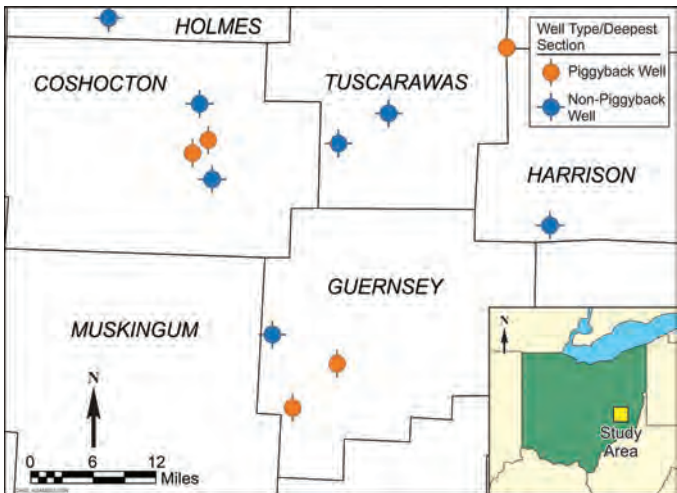 HOLMES
Well Type/Deepest
Section
Piggyback Well
Non-Piggyback
Well
COSHOCTON
TUSCARAWAS
HARRISON
GUERNSEY
MUSKINGUM
N
0 6 12
Miles
N
Study
Area